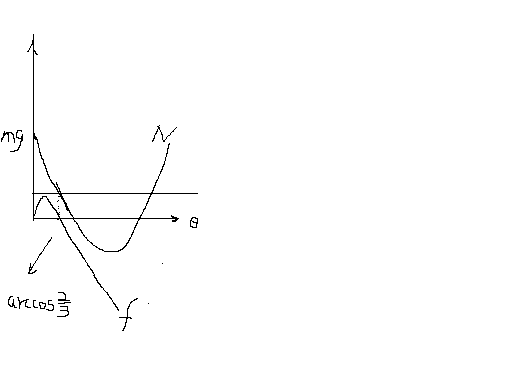 mg
N
θ
arccos 2/3
f